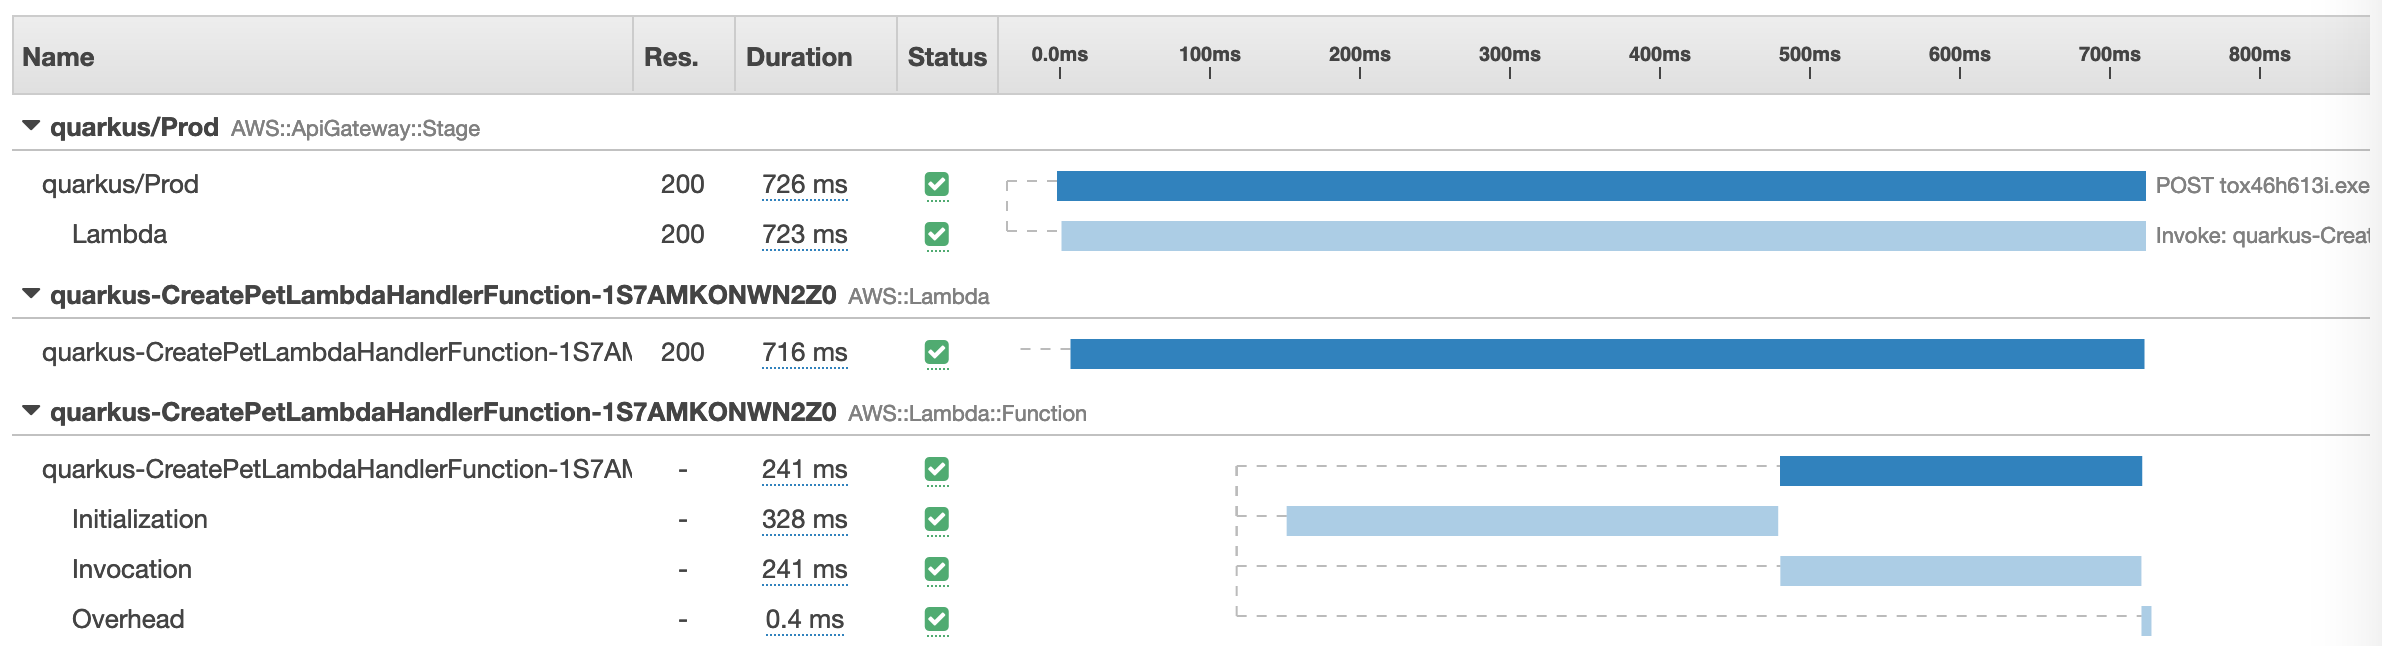 Name Res. Duration Status 0.0ms 100ms 200ms 300ms 400ms 500ms 600ms 700ms 800ms
quarkus/Prod AWS::ApiGateway::Stage
quarkus/Prod 200 726 ms POST tox46h613i.exe
Lambda 200 723 ms Invoke: quarkus-Creat
quarkus-CreatePetLambdaHandlerFunction-1S7AMKONWN2Z0 AWS::Lambda
quarkus-CreatePetLambdaHandlerFunction-1S7AM 200 716 ms
quarkus-CreatePetLambdaHandlerFunction-1S7AMKONWN2Z0 AWS::Lambda::Function
quarkus-CreatePetLambdaHandlerFunction-1S7AM - 241 ms
Initialization - 328 ms
Invocation - 241 ms
Overhead - 0.4 ms